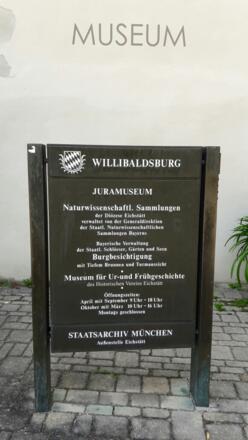 MUSEUM
WILLIBALDSBURG
JURAMUSEUM
Naturwissenschaftl. Sammlungen
der Diözese Eichstätt
verwaltet von der Generaldirektion
der Staatl. Naturwissenschaftlichen
Sammlungen Bayerns
Bayerische Verwaltung
der Staatl. Schlösser, Gärten und Seen
Burgbesichtigung
mit Tiefem Brunnen und Turmaussicht
Museum für Ur-und Frühgeschichte
des Historischen Vereins Eichstätt
Öffnungszeiten:
April mit September 9 Uhr - 18 Uhr
Oktober mit März 10 Uhr - 16 Uhr
Montags geschlossen
STAATSARCHIV MÜNCHEN
Außenstelle Eichstätt